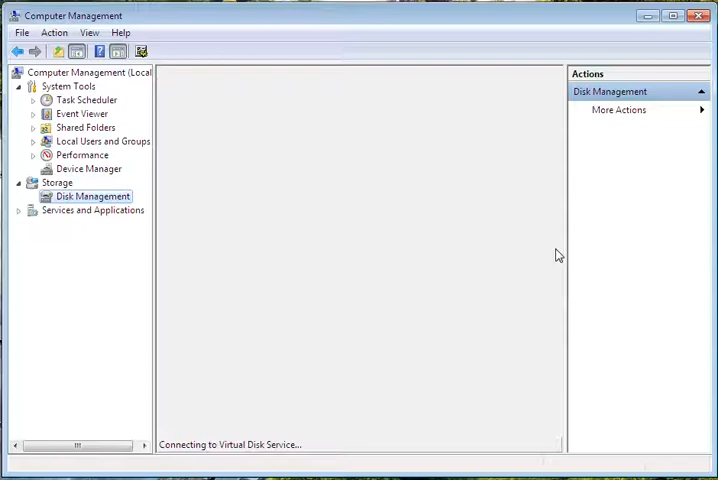 Computer Management
File Action View Help
Computer Management (Local
System Tools
Task Scheduler
Event Viewer
Shared Folders
Local Users and Groups
Performance
Device Manager
Storage
Disk Management
Services and Applications
Connecting to Virtual Disk Service...
Actions
Disk Management
More Actions